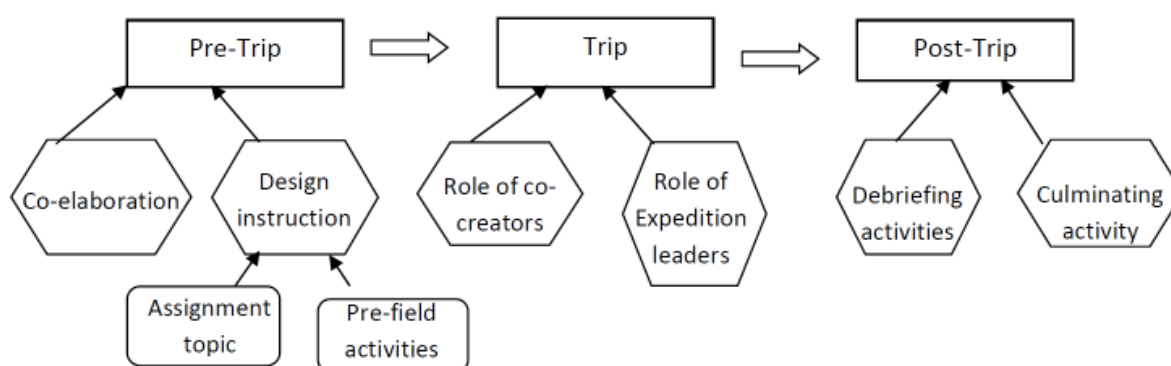 Pre-Trip
Trip
Post-Trip
Co-elaboration
Design
instruction
Role of co-
creators
Role of
Expedition
leaders
Debriefing
activities
Culminating
activity
Assignment
topic
Pre-field
activities